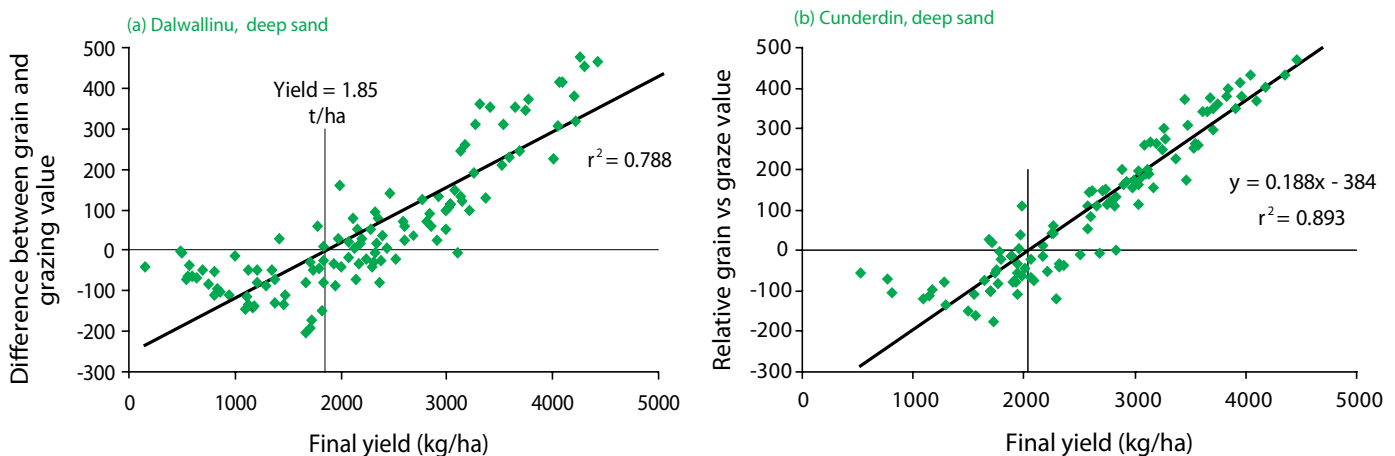 (a) Dalwallinu, deep sand
Difference between grain and
grazing value
500
400
300
200
100
0
-100
-200
-300
Yield = 1.85
t/ha
r² = 0.788
0
1000
2000
3000
4000
5000
Final yield (kg/ha)
(b) Cunderdin, deep sand
Relative grain vs graze value
500
400
300
200
100
0
-100
-200
-300
y = 0.188x - 384
r² = 0.893
0
1000
2000
3000
4000
5000
Final yield (kg/ha)